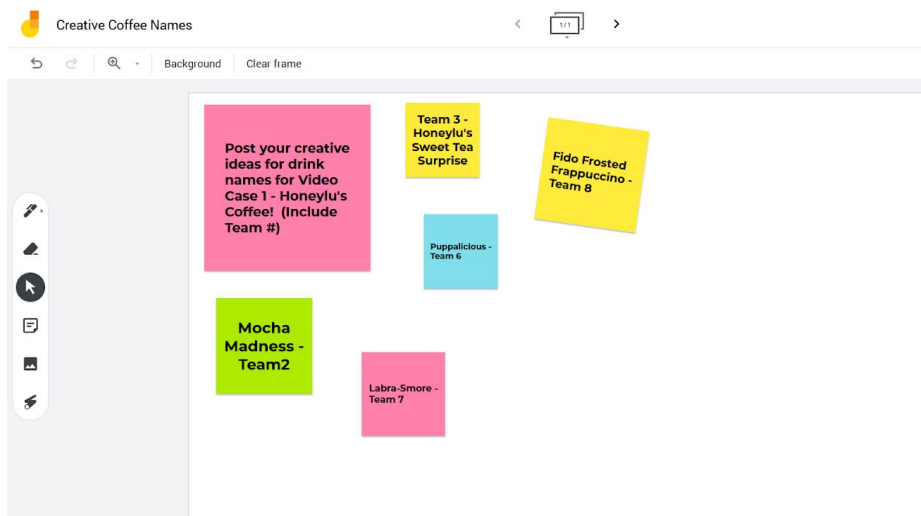 Creative Coffee Names
1/1
Background Clear frame
Post your creative
ideas for drink
names for Video
Case 1 - Honeylu's
Coffee! (Include
Team #)
Team 3 -
Honeylu's
Sweet Tea
Surprise
Fido Frosted
Frappuccino -
Team 8
Puppalicious -
Team 6
Mocha
Madness -
Team2
Labra-Smore -
Team 7